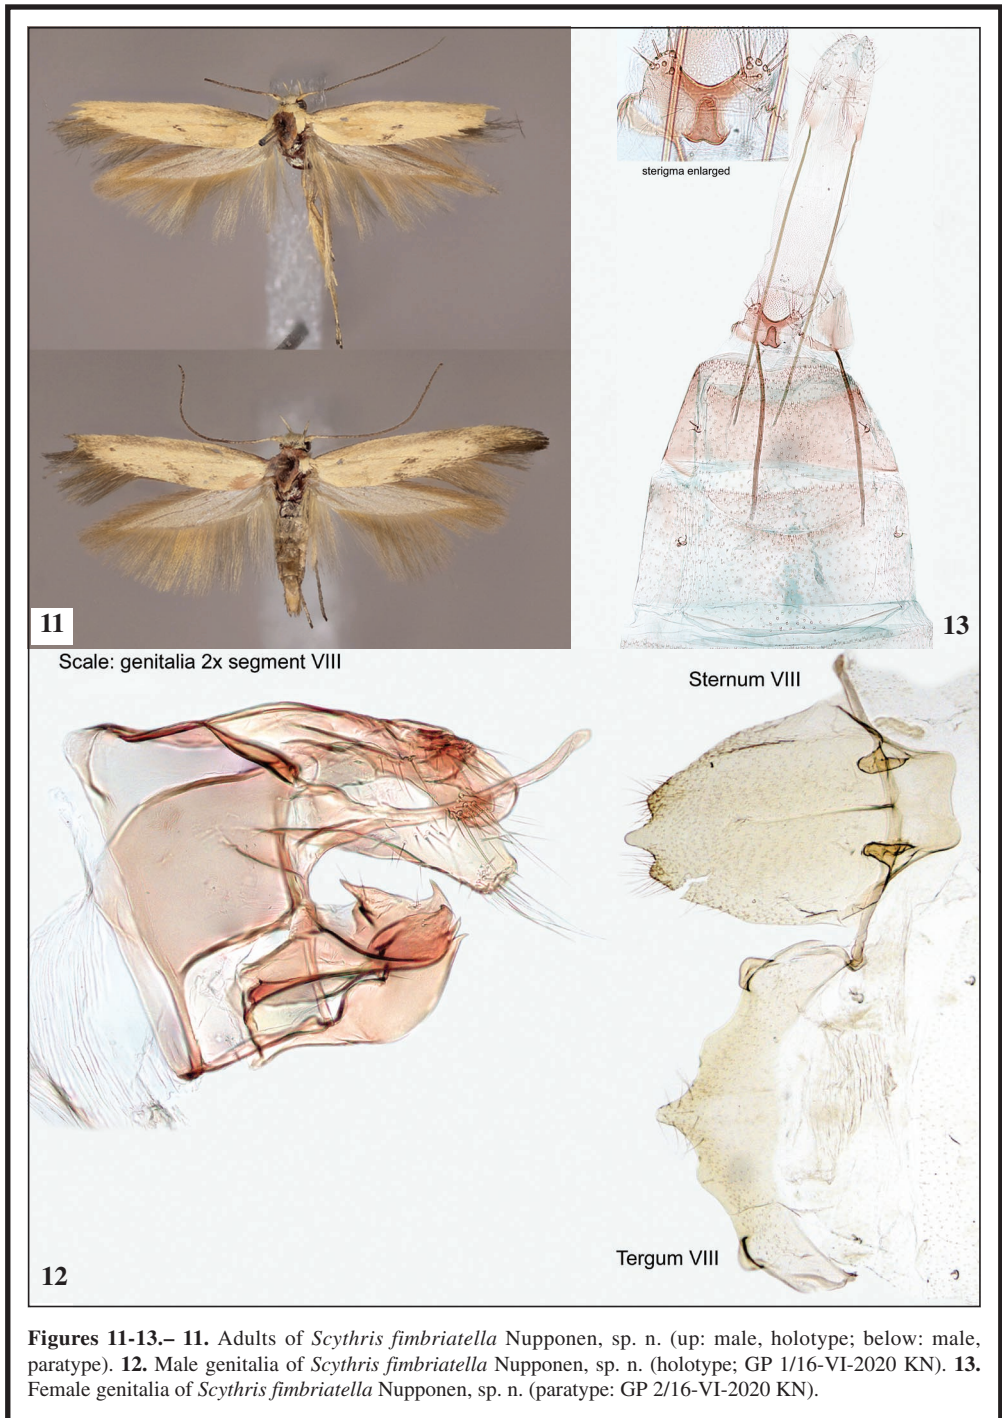 sterigma enlarged
11
13
Scale: genitalia 2x segment VIII
Sternum VIII
Tergum VIII
12
Figures 11-13.– 11. Adults of Scythris fimbriatella Nupponen, sp. n. (up: male, holotype; below: male,
paratype). 12. Male genitalia of Scythris fimbriatella Nupponen, sp. n. (holotype; GP 1/16-VI-2020 KN). 13.
Female genitalia of Scythris fimbriatella Nupponen, sp. n. (paratype: GP 2/16-VI-2020 KN).